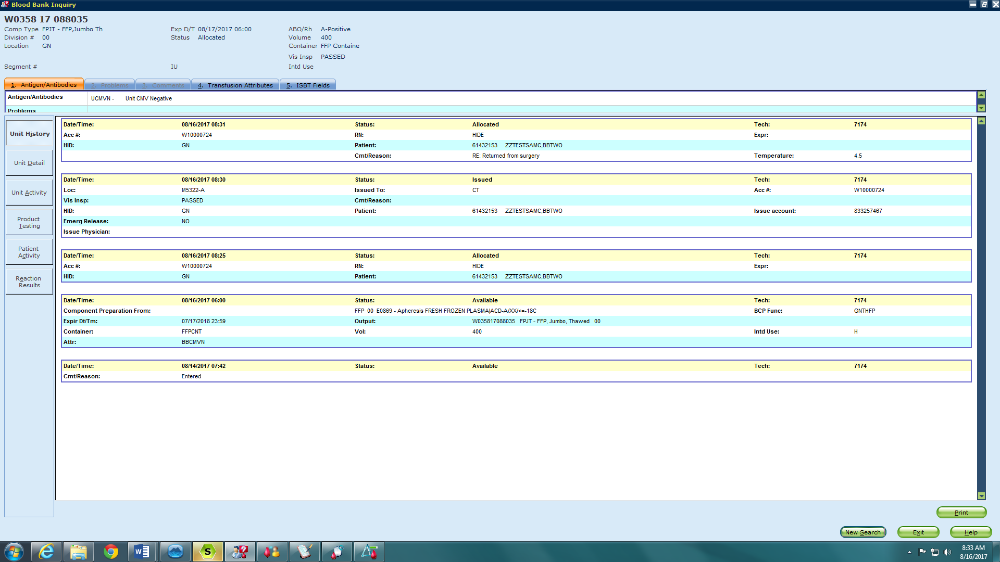 Blood Bank Inquiry
W0358 17 088035
Comp Type FPJT - FFP,Jumbo Th Exp D/T 08/17/2017 06:00 ABO/Rh A-Positive
Division # 00 Status Allocated Volume 400
Location GN Container FFP Containe
Vis Insp PASSED
Segment # IU Intd Use
1. Antigen/Antibodies 2. Problems 3. Comments 4. Transfusion Attributes 5. ISBT Fields
Antigen/Antibodies UCMVN - Unit CMV Negative
Problems
Unit History
Unit Detail
Unit Activity
Product
Testing
Patient
Activity
Reaction
Results
Date/Time: 08/16/2017 08:31 Status: Allocated Tech: 7174
Acc #: W10000724 RN: HIDE Expr:
HID: GN Patient: 61432153 ZZTESTSAMC,BBTWO
Cmt/Reason: RE: Returned from surgery Temperature: 4.5
Date/Time: 08/16/2017 08:30 Status: Issued Tech: 7174
Loc: M5322-A Issued To: CT Acc #: W10000724
Vis Insp: PASSED Cmt/Reason:
HID: GN Patient: 61432153 ZZTESTSAMC,BBTWO Issue account: 833257467
Emerg Release: NO
Issue Physician:
Date/Time: 08/16/2017 08:25 Status: Allocated Tech: 7174
Acc #: W10000724 RN: HIDE Expr:
HID: GN Patient: 61432153 ZZTESTSAMC,BBTWO
Date/Time: 08/16/2017 06:00 Status: Available Tech: 7174
Component Preparation From: FFP 00 E0869 - Apheresis FRESH FROZEN PLASMA|ACD-A/XX/<=-18C BCP Func: GNTHFP
Expir Dt/Tm: 07/17/2018 23:59 Output: W035817088035 FPJT - FFP, Jumbo, Thawed 00
Container: FFPCNT Vol: 400 Intd Use: H
Attr: BBCMVN
Date/Time: 08/14/2017 07:42 Status: Available Tech: 7174
Cmt/Reason: Entered
Print
New Search Exit Help
8:33 AM
8/16/2017